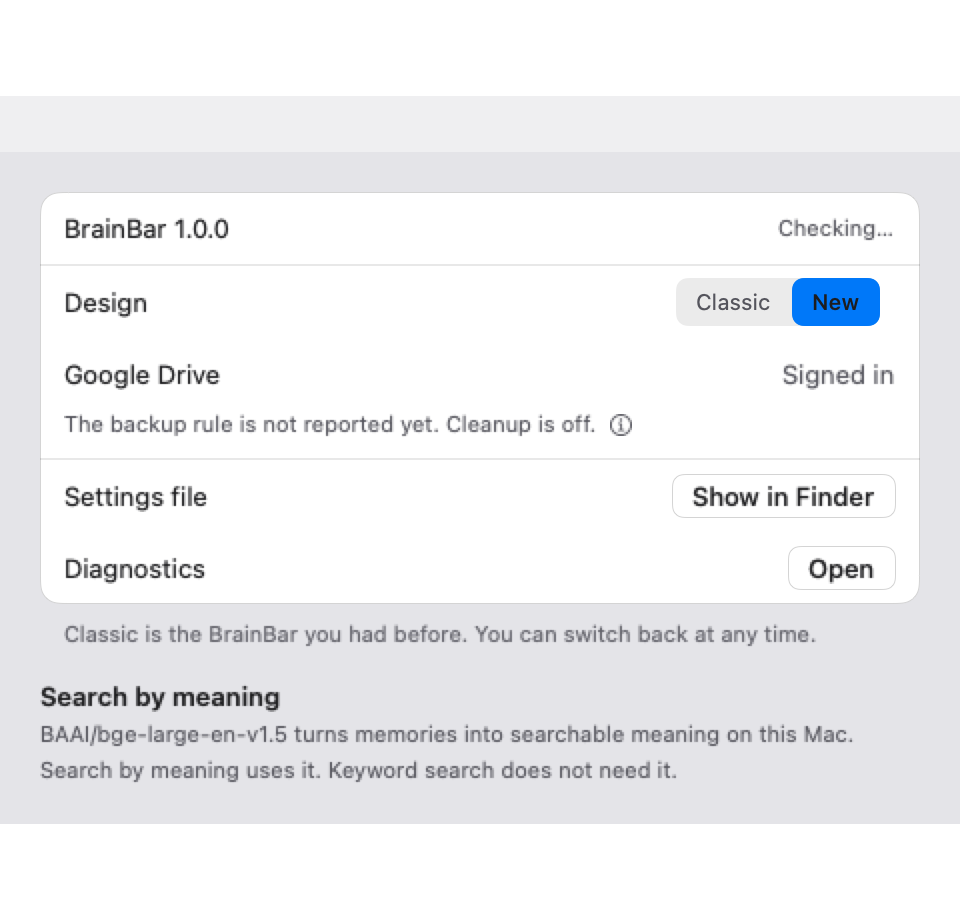 BrainBar 1.0.0
Checking...
Design
Classic
New
Google Drive
Signed in
The backup rule is not reported yet. Cleanup is off.
Settings file
Show in Finder
Diagnostics
Open
Classic is the BrainBar you had before. You can switch back at any time.
Search by meaning
BAAI/bge-large-en-v1.5 turns memories into searchable meaning on this Mac.
Search by meaning uses it. Keyword search does not need it.